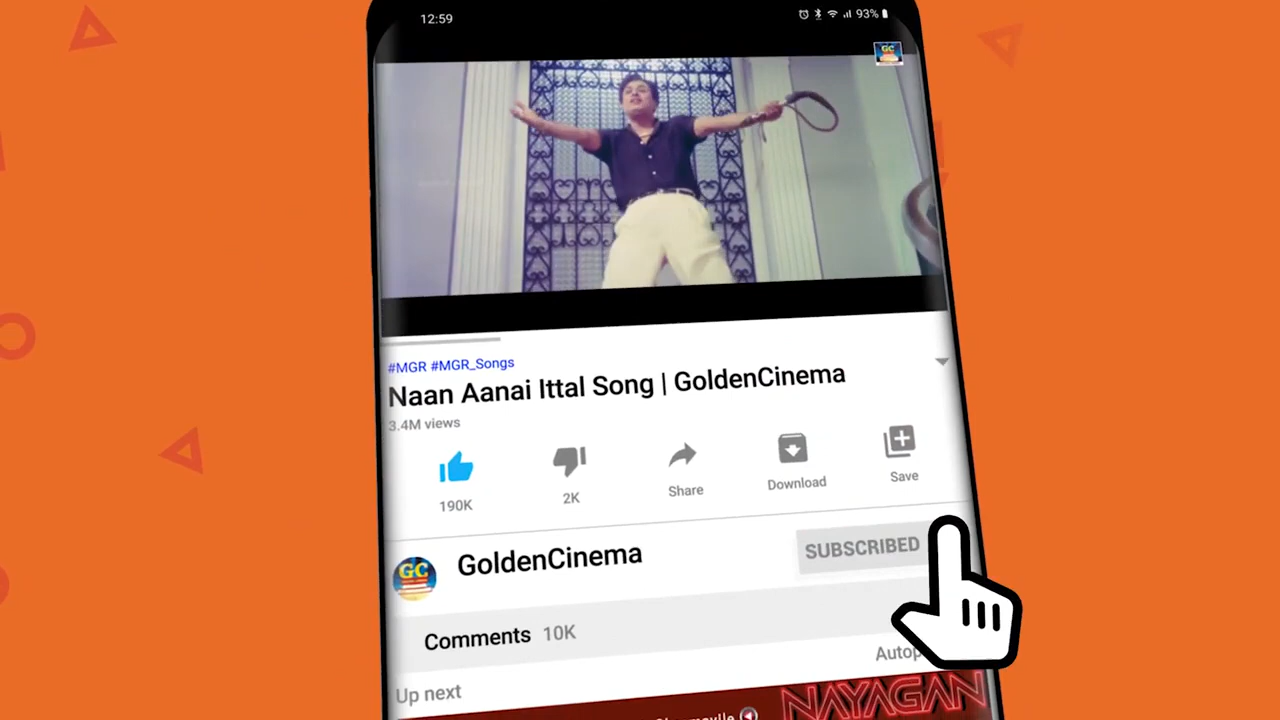 12:59
93%
GC
#MGR #MGR_Songs
Naan Aanai Ittal Song | GoldenCinema
3.4M views
190K
2K
Share
Download
Save
GC
GoldenCinema
SUBSCRIBED
Comments 10K
Up next
NAYAGAN